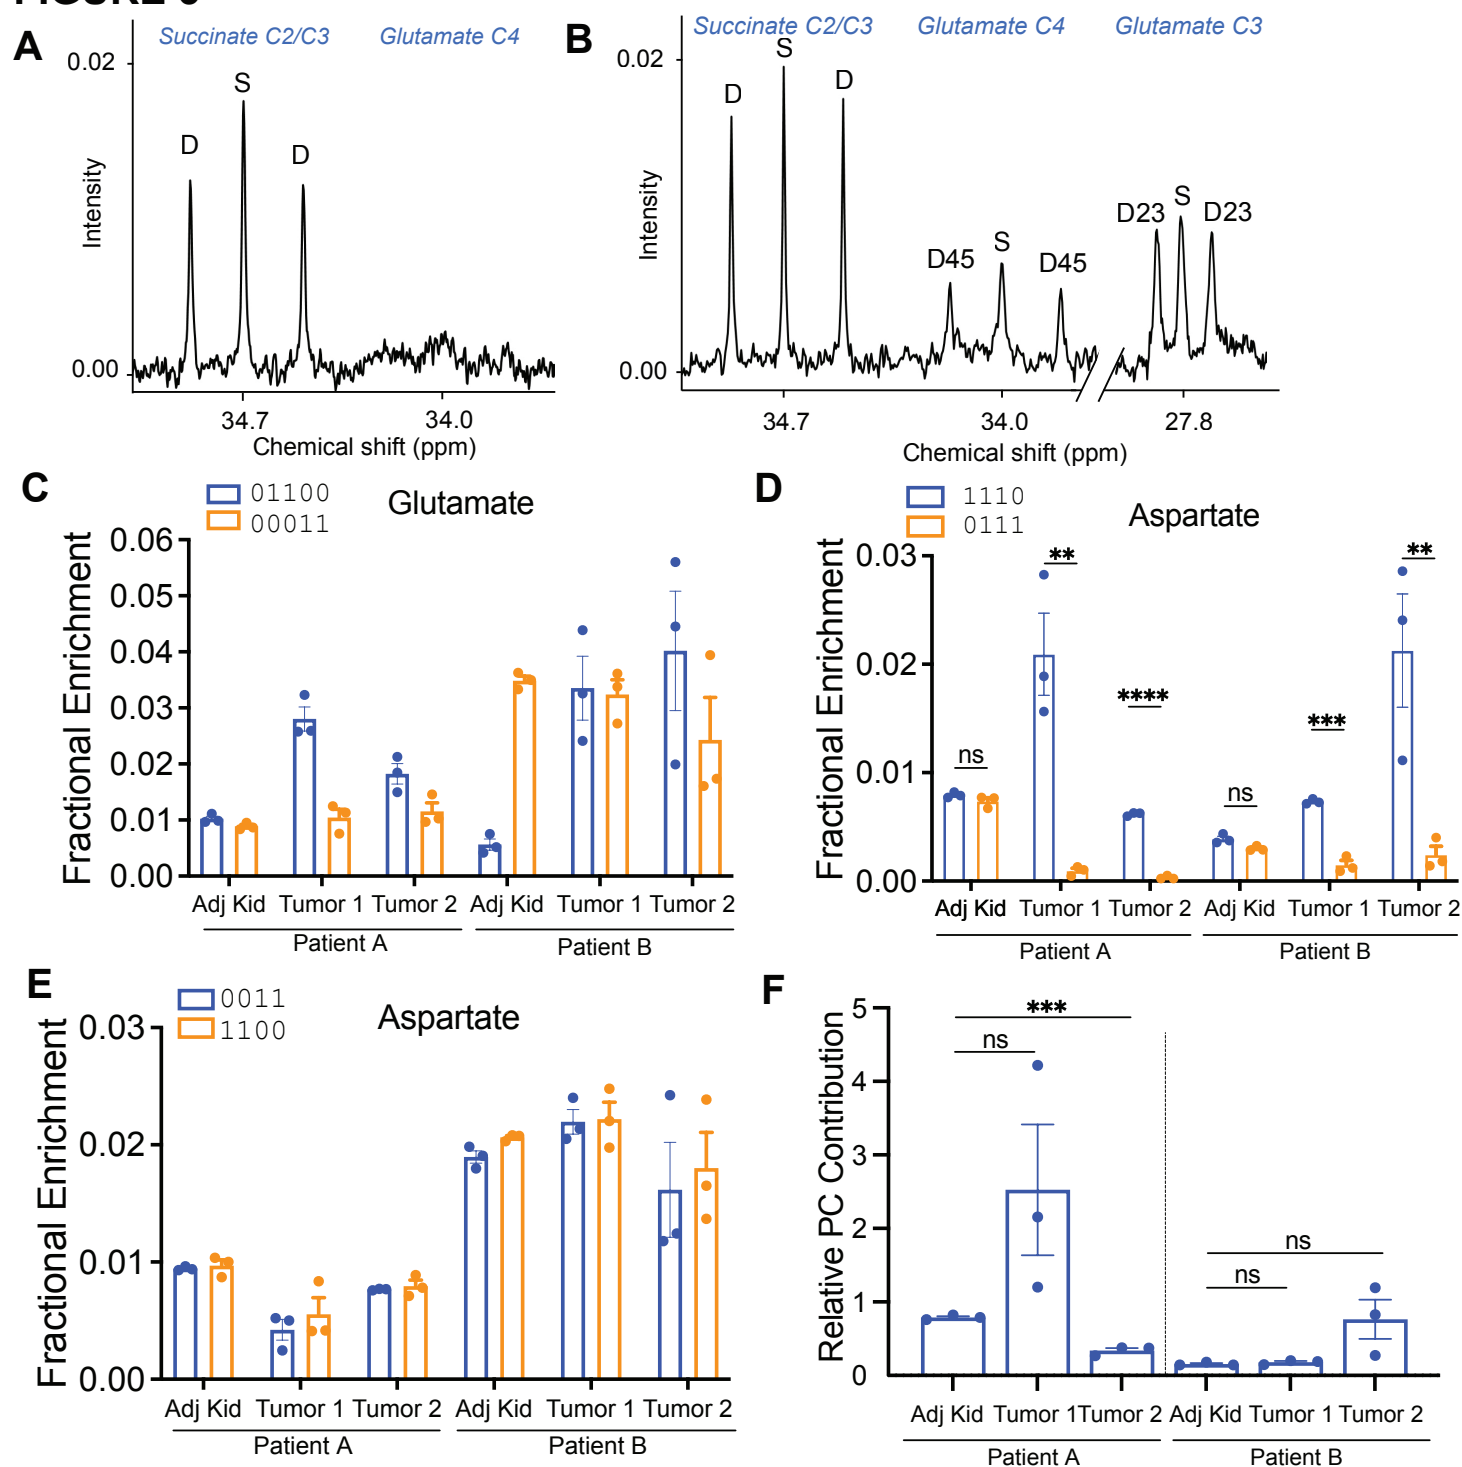 A
Succinate C2/C3
Glutamate C4
0.02
0.00
Intensity
D
S
D
34.7
34.0
Chemical shift (ppm)
B
Succinate C2/C3
Glutamate C4
Glutamate C3
0.02
0.00
Intensity
D
S
D
D45
S
D45
D23
S
D23
34.7
34.0
27.8
Chemical shift (ppm)
C
01100
00011
Glutamate
Fractional Enrichment
0.06
0.05
0.04
0.03
0.02
0.01
0.00
Adj Kid
Tumor 1
Tumor 2
Adj Kid
Tumor 1
Tumor 2
Patient A
Patient B
D
1110
0111
Aspartate
Fractional Enrichment
0.03
0.02
0.01
0.00
ns
**
****
ns
***
**
Adj Kid
Tumor 1
Tumor 2
Adj Kid
Tumor 1
Tumor 2
Patient A
Patient B
E
0011
1100
Aspartate
Fractional Enrichment
0.03
0.02
0.01
0.00
Adj Kid
Tumor 1
Tumor 2
Adj Kid
Tumor 1
Tumor 2
Patient A
Patient B
F
Relative PC Contribution
5
4
3
2
1
0
***
ns
ns
ns
Adj Kid
Tumor 1
Tumor 2
Adj Kid
Tumor 1
Tumor 2
Patient A
Patient B